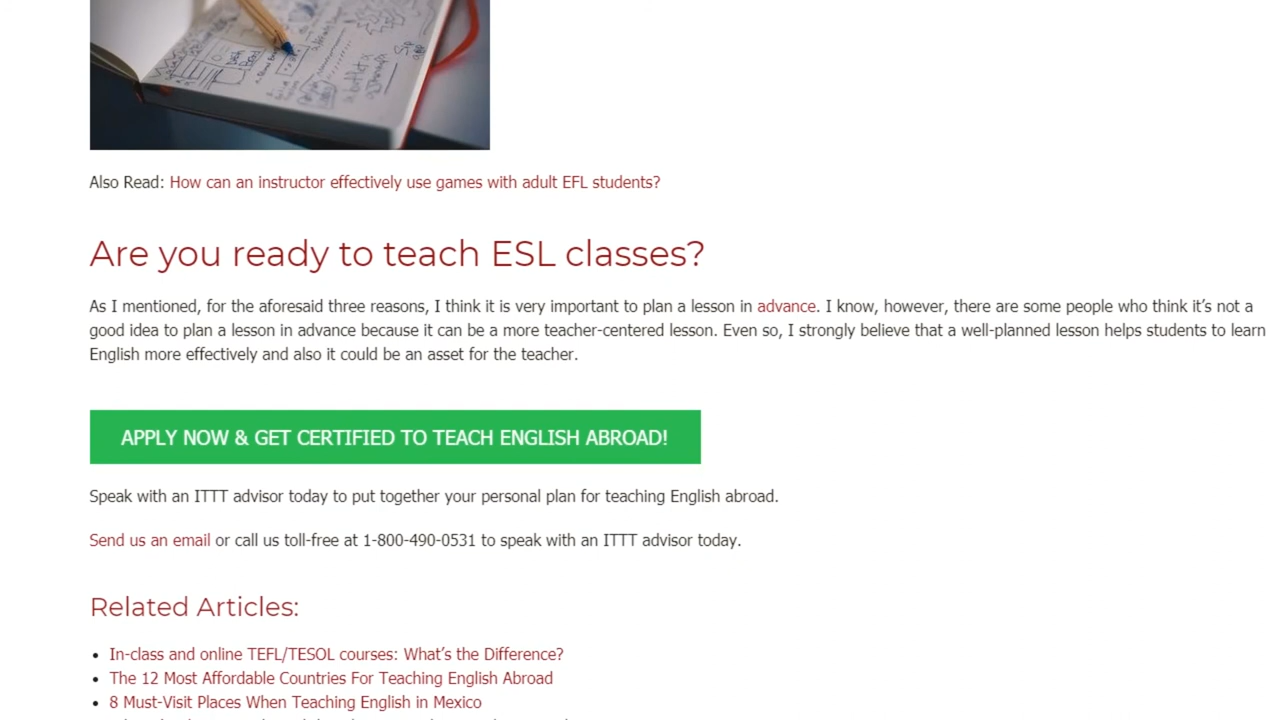 Also Read: How can an instructor effectively use games with adult EFL students?
Are you ready to teach ESL classes?
As I mentioned, for the aforesaid three reasons, I think it is very important to plan a lesson in advance. I know, however, there are some people who think it’s not a
good idea to plan a lesson in advance because it can be a more teacher-centered lesson. Even so, I strongly believe that a well-planned lesson helps students to learn
English more effectively and also it could be an asset for the teacher.
APPLY NOW & GET CERTIFIED TO TEACH ENGLISH ABROAD!
Speak with an ITTT advisor today to put together your personal plan for teaching English abroad.
Send us an email or call us toll-free at 1-800-490-0531 to speak with an ITTT advisor today.
Related Articles:
• In-class and online TEFL/TESOL courses: What’s the Difference?
• The 12 Most Affordable Countries For Teaching English Abroad
• 8 Must-Visit Places When Teaching English in Mexico